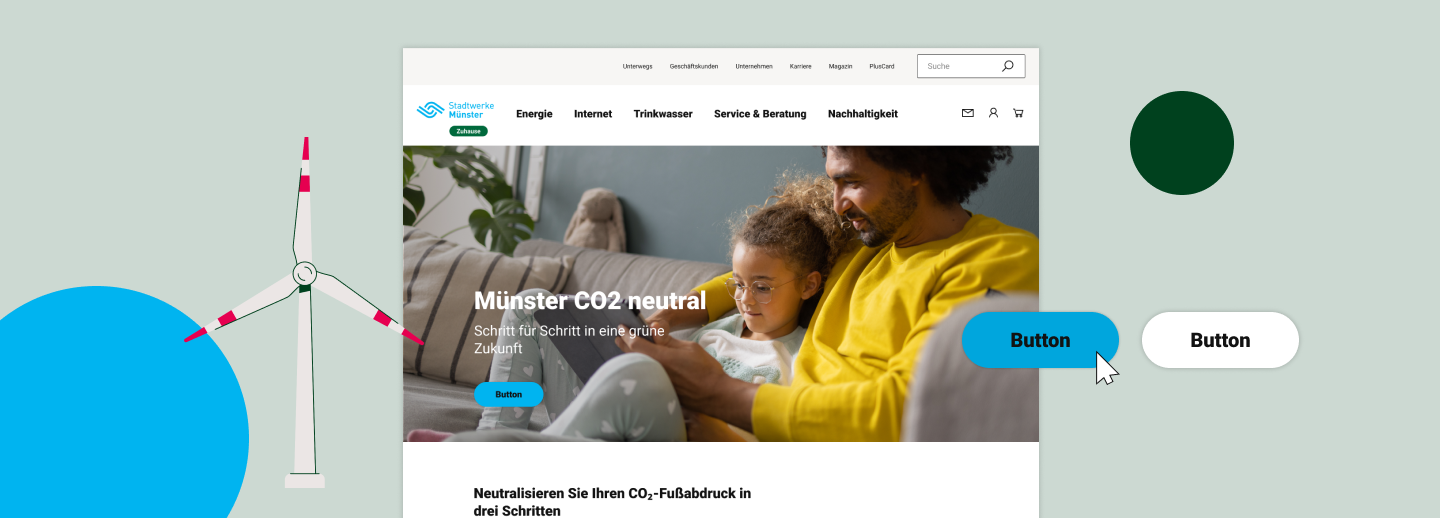 Unterwegs Geschäftskunden Unternehmen Karriere Magazin PlusCard Suche
Stadtwerke
Münster
Zuhause
Energie Internet Trinkwasser Service & Beratung Nachhaltigkeit
Münster CO2 neutral
Schritt für Schritt in eine grüne
Zukunft
Button
Button
Button
Neutralisieren Sie Ihren CO₂-Fußabdruck in
drei Schritten